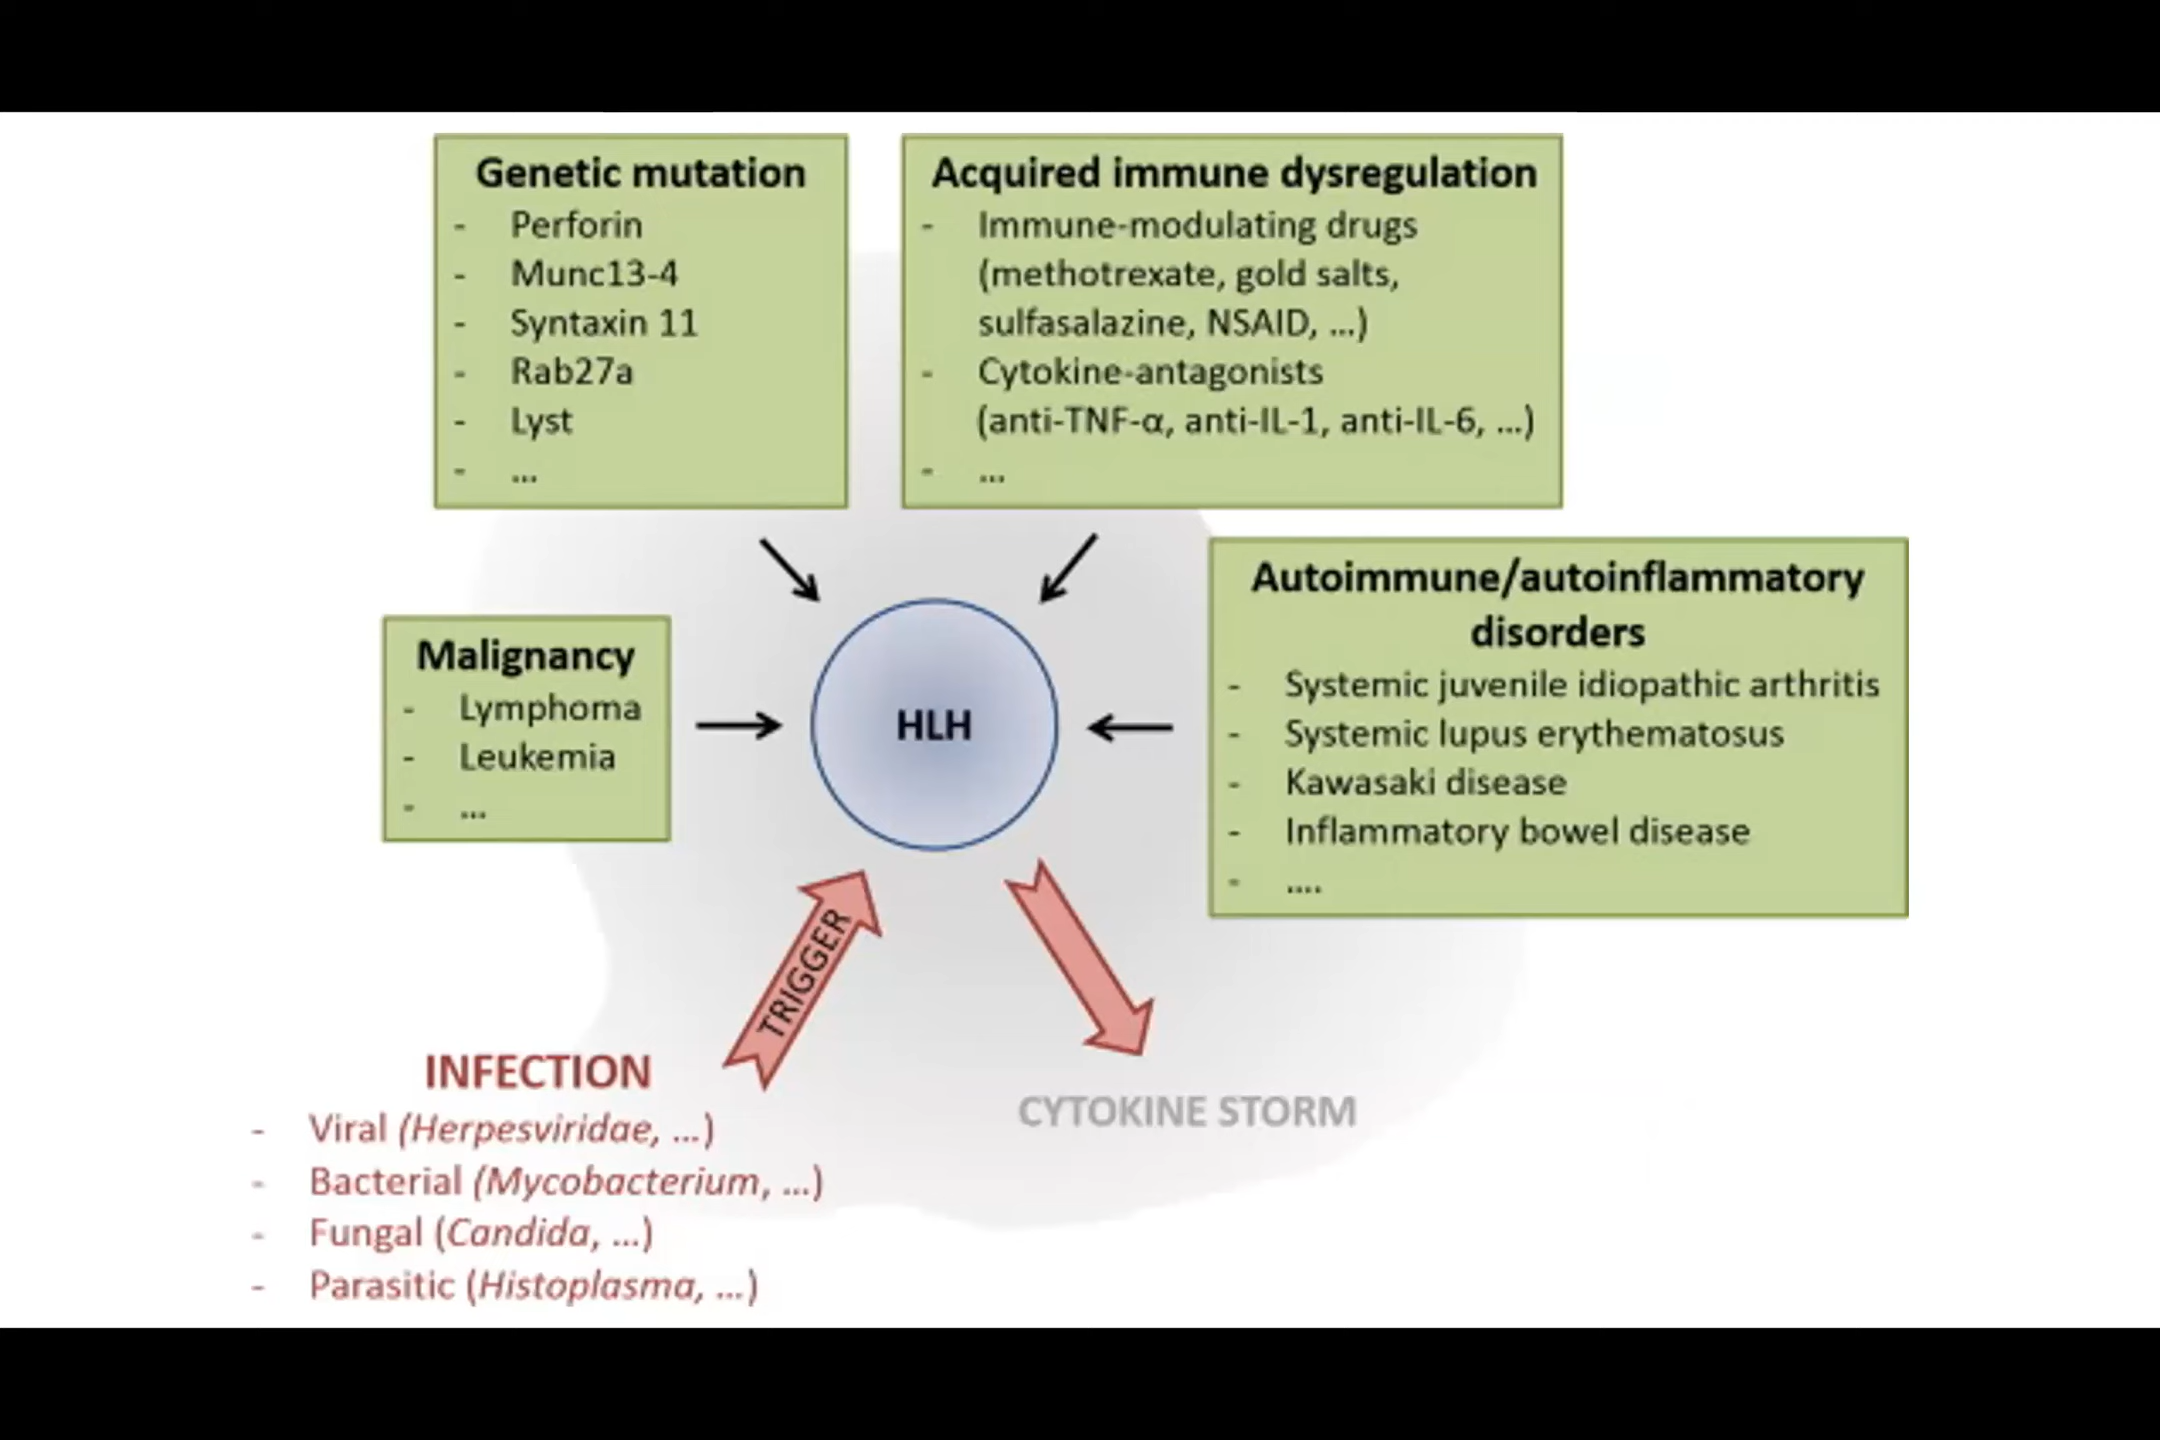 Genetic mutation
- Perforin
- Munc13-4
- Syntaxin 11
- Rab27a
- Lyst
- ...
Acquired immune dysregulation
- Immune-modulating drugs
(methotrexate, gold salts,
sulfasalazine, NSAID, ...)
- Cytokine-antagonists
(anti-TNF-α, anti-IL-1, anti-IL-6, ...)
- ...
Malignancy
- Lymphoma
- Leukemia
- ...
HLH
Autoimmune/autoinflammatory
disorders
- Systemic juvenile idiopathic arthritis
- Systemic lupus erythematosus
- Kawasaki disease
- Inflammatory bowel disease
- ....
TRIGGER
INFECTION
- Viral (Herpesviridae, ...)
- Bacterial (Mycobacterium, ...)
- Fungal (Candida, ...)
- Parasitic (Histoplasma, ...)
CYTOKINE STORM